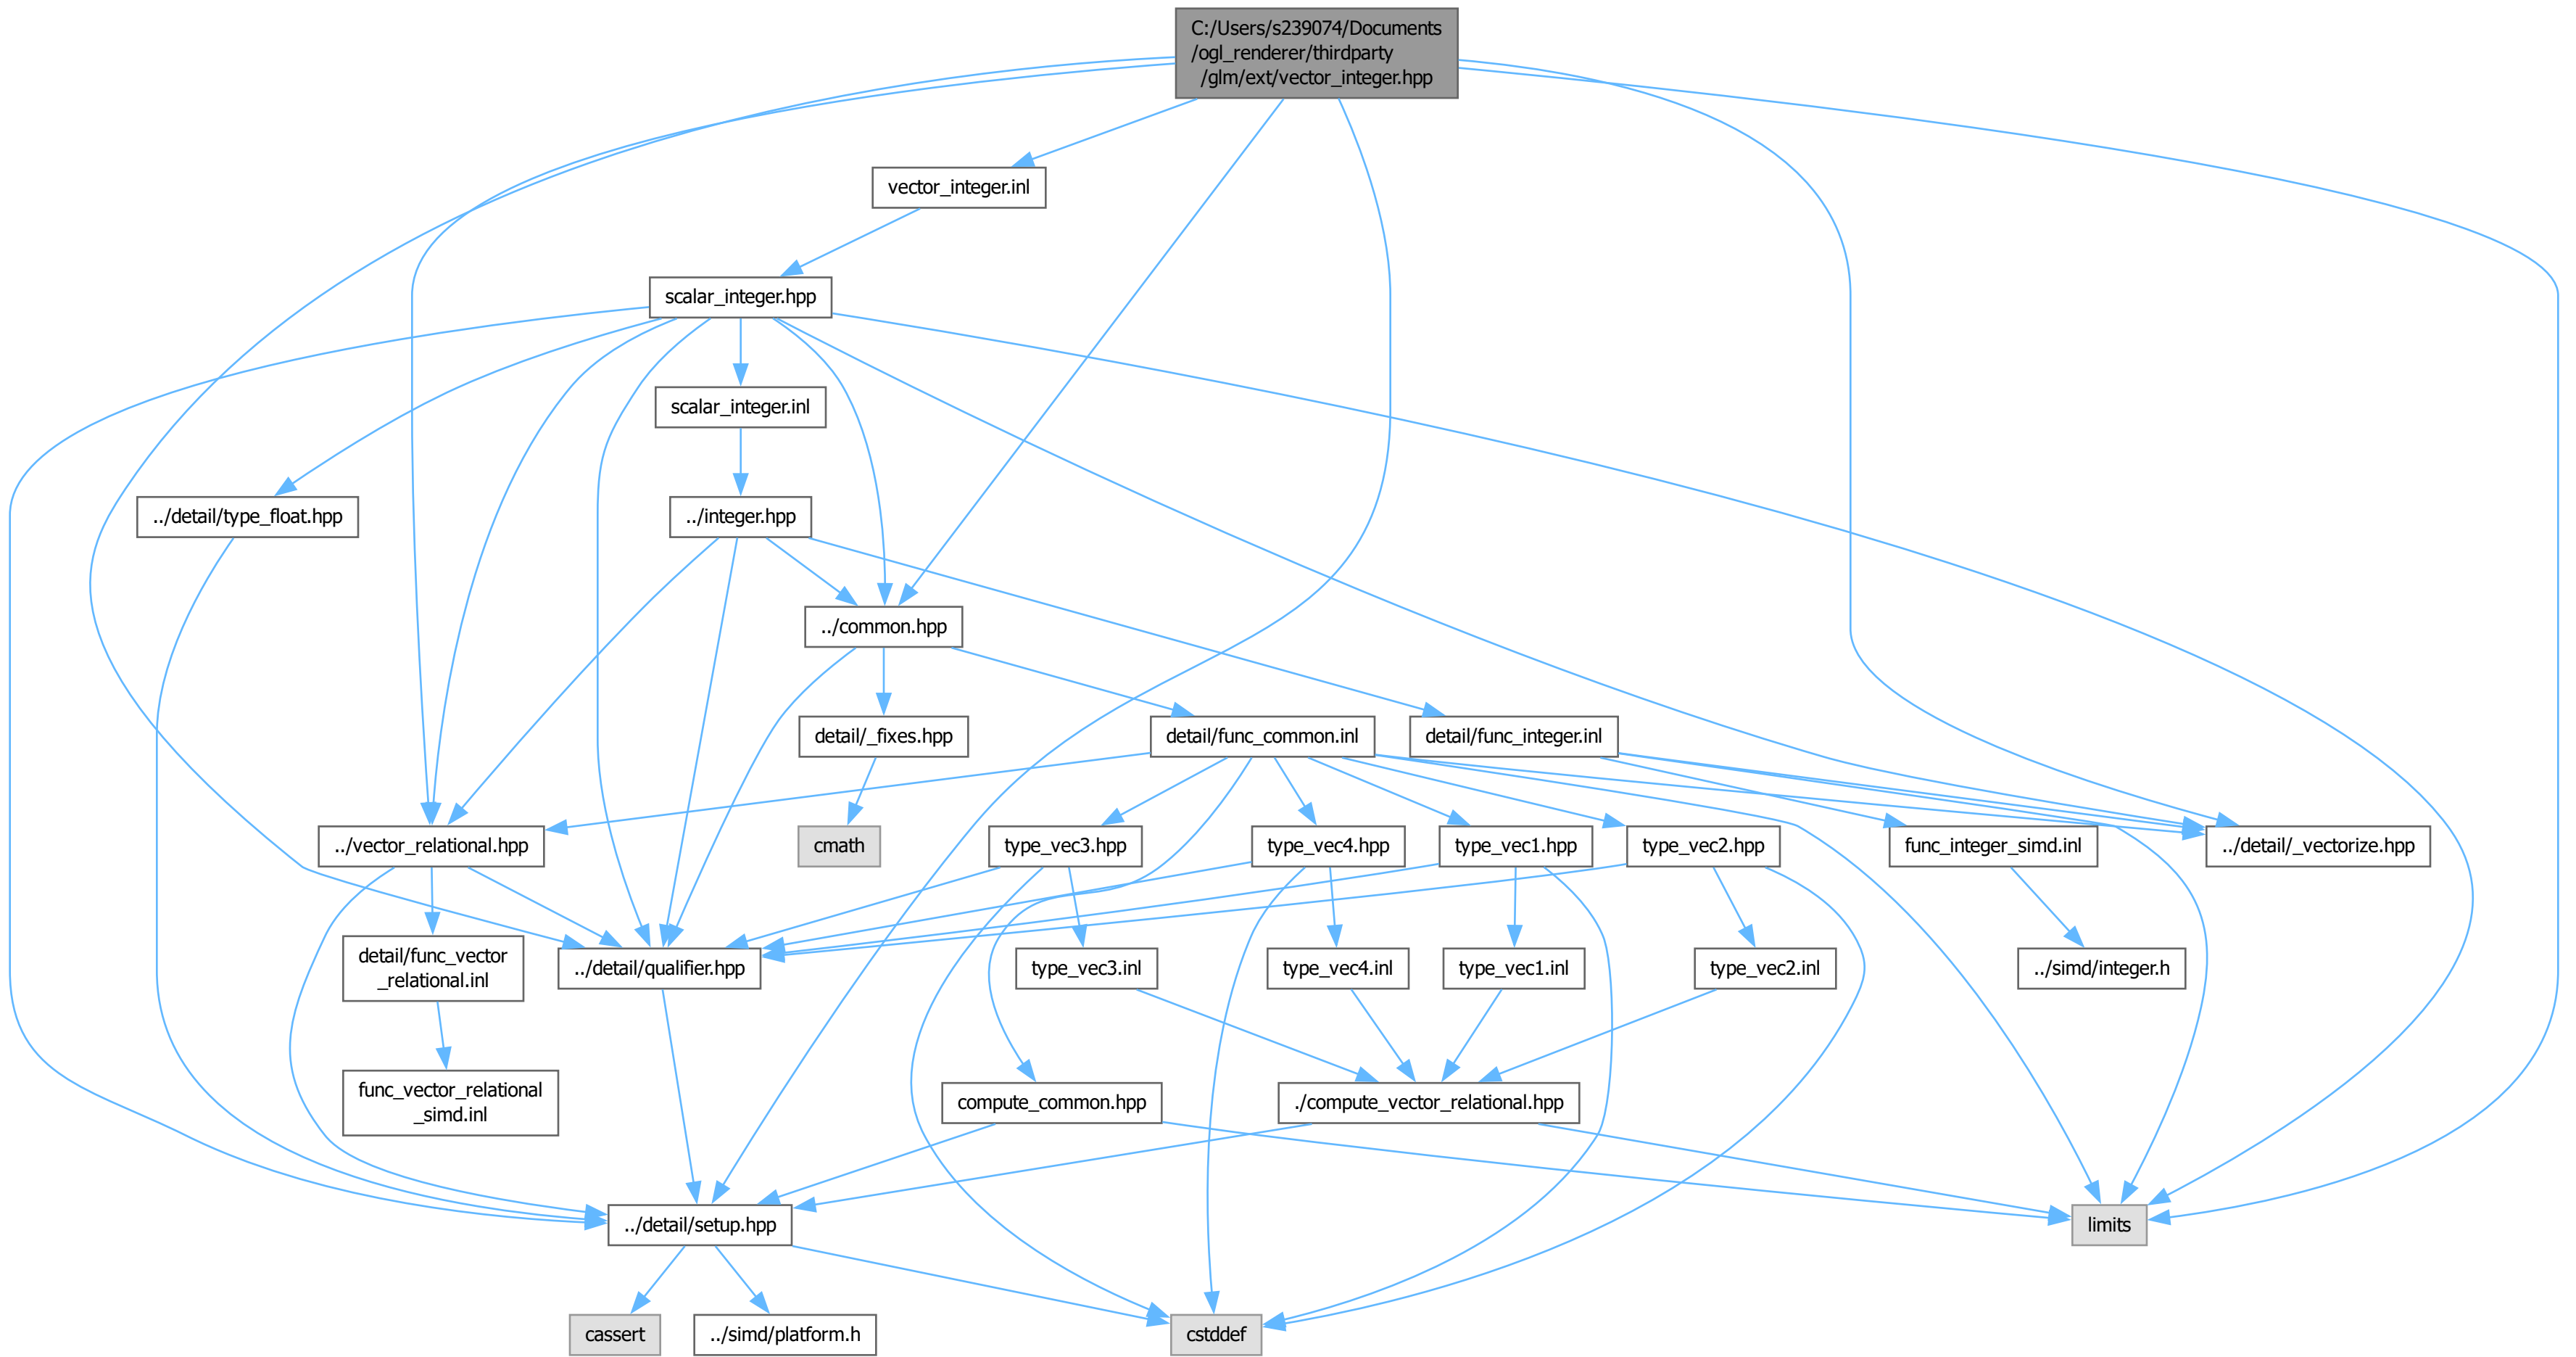 C:/Users/s239074/Documents
/ogl_renderer/thirdparty
/glm/ext/vector_integer.hpp
vector_integer.inl
scalar_integer.hpp
scalar_integer.inl
../detail/type_float.hpp
../integer.hpp
../common.hpp
detail/_fixes.hpp
detail/func_common.inl
detail/func_integer.inl
../vector_relational.hpp
cmath
type_vec3.hpp
type_vec4.hpp
type_vec1.hpp
type_vec2.hpp
func_integer_simd.inl
../detail/_vectorize.hpp
detail/func_vector
_relational.inl
../detail/qualifier.hpp
type_vec3.inl
type_vec4.inl
type_vec1.inl
type_vec2.inl
../simd/integer.h
func_vector_relational
_simd.inl
compute_common.hpp
./compute_vector_relational.hpp
../detail/setup.hpp
limits
cassert
../simd/platform.h
cstddef